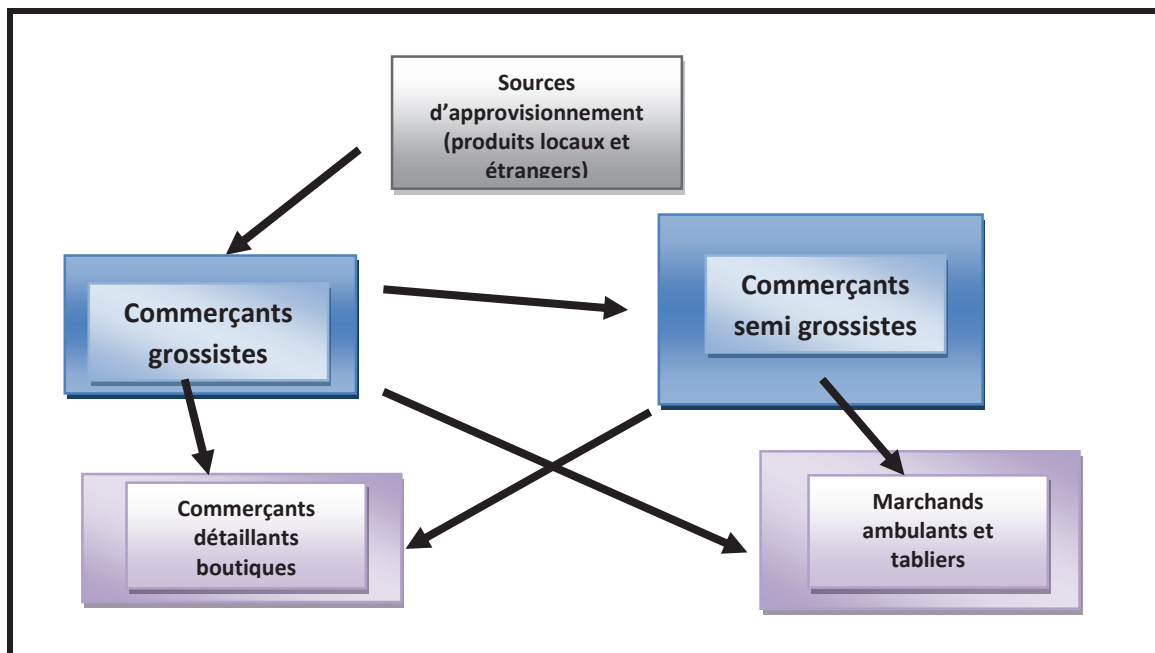 Sources
d’approvisionnement
(produits locaux et
étrangers)
Commerçants
grossistes
Commerçants
semi grossistes
Commerçants
détaillants
boutiques
Marchands
ambulants et
tabliers